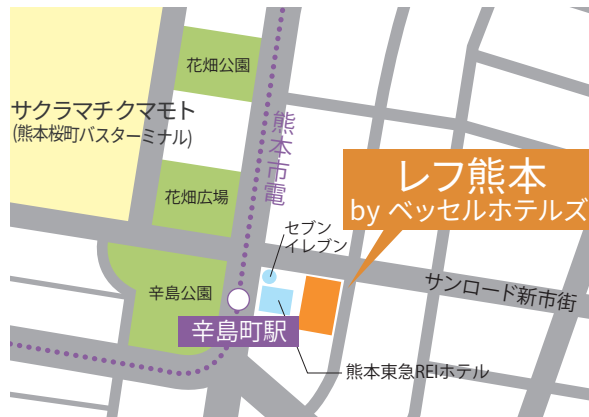 花畑公園
サクラマチクマモト
(熊本桜町バスターミナル)
熊本市電
レフ熊本
by ベッセルホテルズ
花畑広場
セブン
イレブン
サンロード新市街
辛島公園
辛島町駅
熊本東急REIホテル